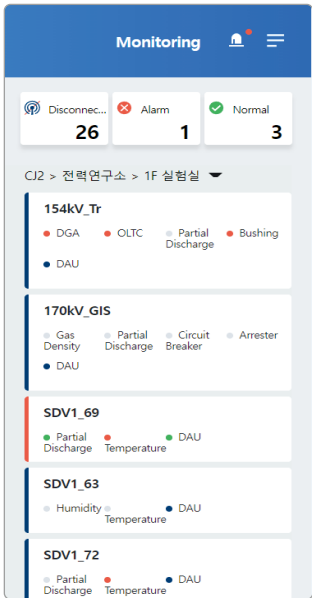 Monitoring
Disconnec... Alarm Normal
26 1 3
CJ2 > 전력연구소 > 1F 실험실
154kV_Tr
DGA OLTC Partial Bushing
Discharge
DAU
170kV_GIS
Gas Partial Circuit Arrester
Density Discharge Breaker
DAU
SDV1_69
Partial DAU
Discharge Temperature
SDV1_63
Humidity DAU
Temperature
SDV1_72
Partial DAU
Discharge Temperature